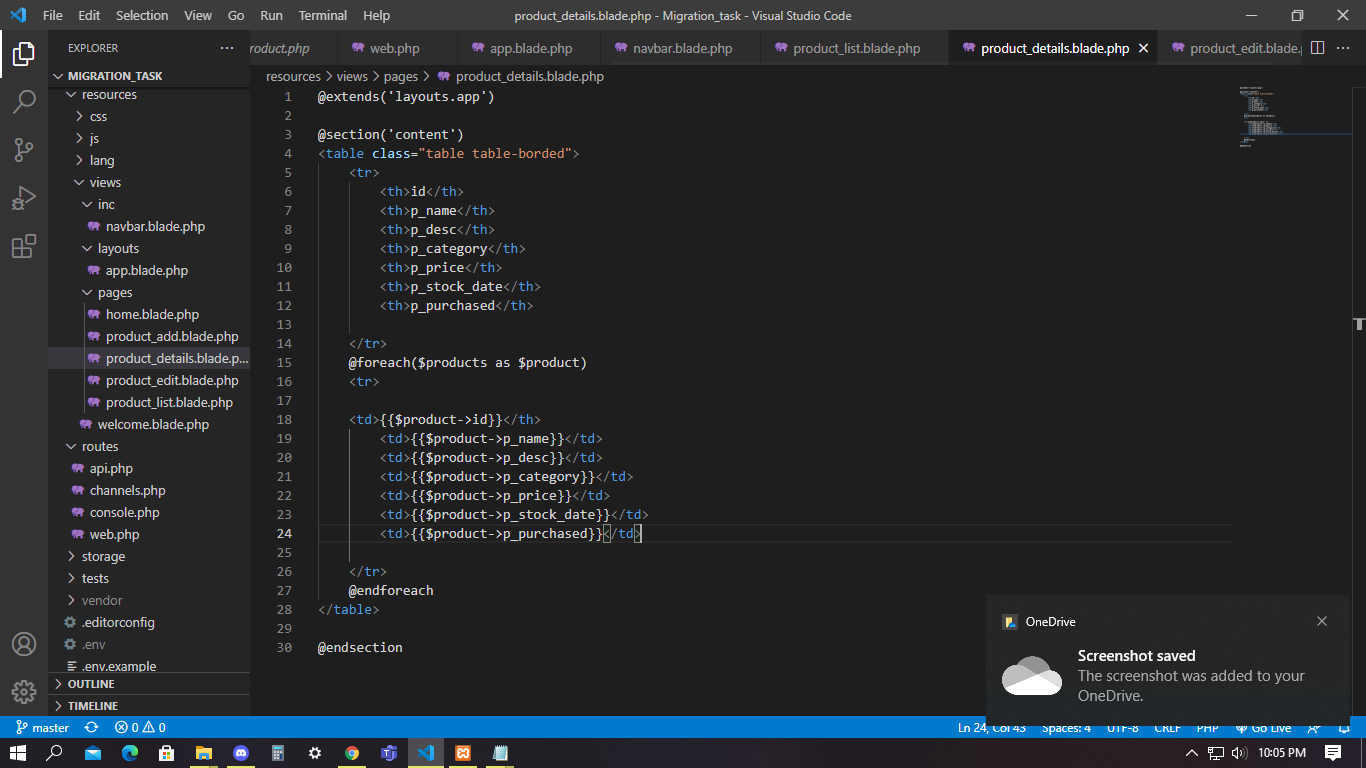 File Edit Selection View Go Run Terminal Help product_details.blade.php - Migration_task - Visual Studio Code
EXPLORER
MIGRATION_TASK
resources
css
js
lang
views
inc
navbar.blade.php
layouts
app.blade.php
pages
home.blade.php
product_add.blade.php
product_details.blade.p...
product_edit.blade.php
product_list.blade.php
welcome.blade.php
routes
api.php
channels.php
console.php
web.php
storage
tests
vendor
.editorconfig
.env
.env.example
OUTLINE
TIMELINE
roduct.php web.php app.blade.php navbar.blade.php product_list.blade.php product_details.blade.php product_edit.blade.
resources > views > pages > product_details.blade.php
1 @extends('layouts.app')
2
3 @section('content')
4 <table class="table table-borded">
5 <tr>
6 <th>id</th>
7 <th>p_name</th>
8 <th>p_desc</th>
9 <th>p_category</th>
10 <th>p_price</th>
11 <th>p_stock_date</th>
12 <th>p_purchased</th>
13
14 </tr>
15 @foreach($products as $product)
16 <tr>
17
18 <td>{{$product->id}}</th>
19 <td>{{$product->p_name}}</td>
20 <td>{{$product->p_desc}}</td>
21 <td>{{$product->p_category}}</td>
22 <td>{{$product->p_price}}</td>
23 <td>{{$product->p_stock_date}}</td>
24 <td>{{$product->p_purchased}}</td>
25
26 </tr>
27 @endforeach
28 </table>
29
30 @endsection
OneDrive
Screenshot saved
The screenshot was added to your
OneDrive.
master 0 0 Ln 24, Col 43 Spaces: 4 UTF-8 CRLF PHP Go Live
10:05 PM